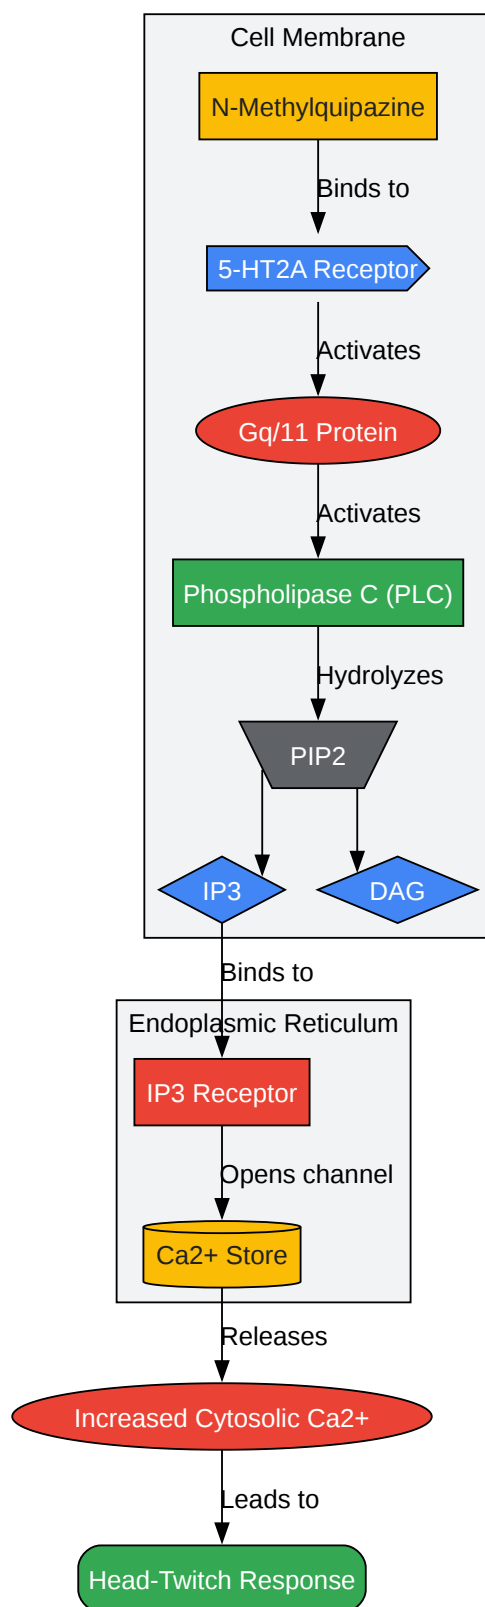 Cell Membrane
N-Methylquipazine
Binds to
5-HT2A Receptor
Activates
Gq/11 Protein
Activates
Phospholipase C (PLC)
Hydrolyzes
PIP2
IP3
DAG
Binds to
Endoplasmic Reticulum
IP3 Receptor
Opens channel
Ca2+ Store
Releases
Increased Cytosolic Ca2+
Leads to
Head-Twitch Response